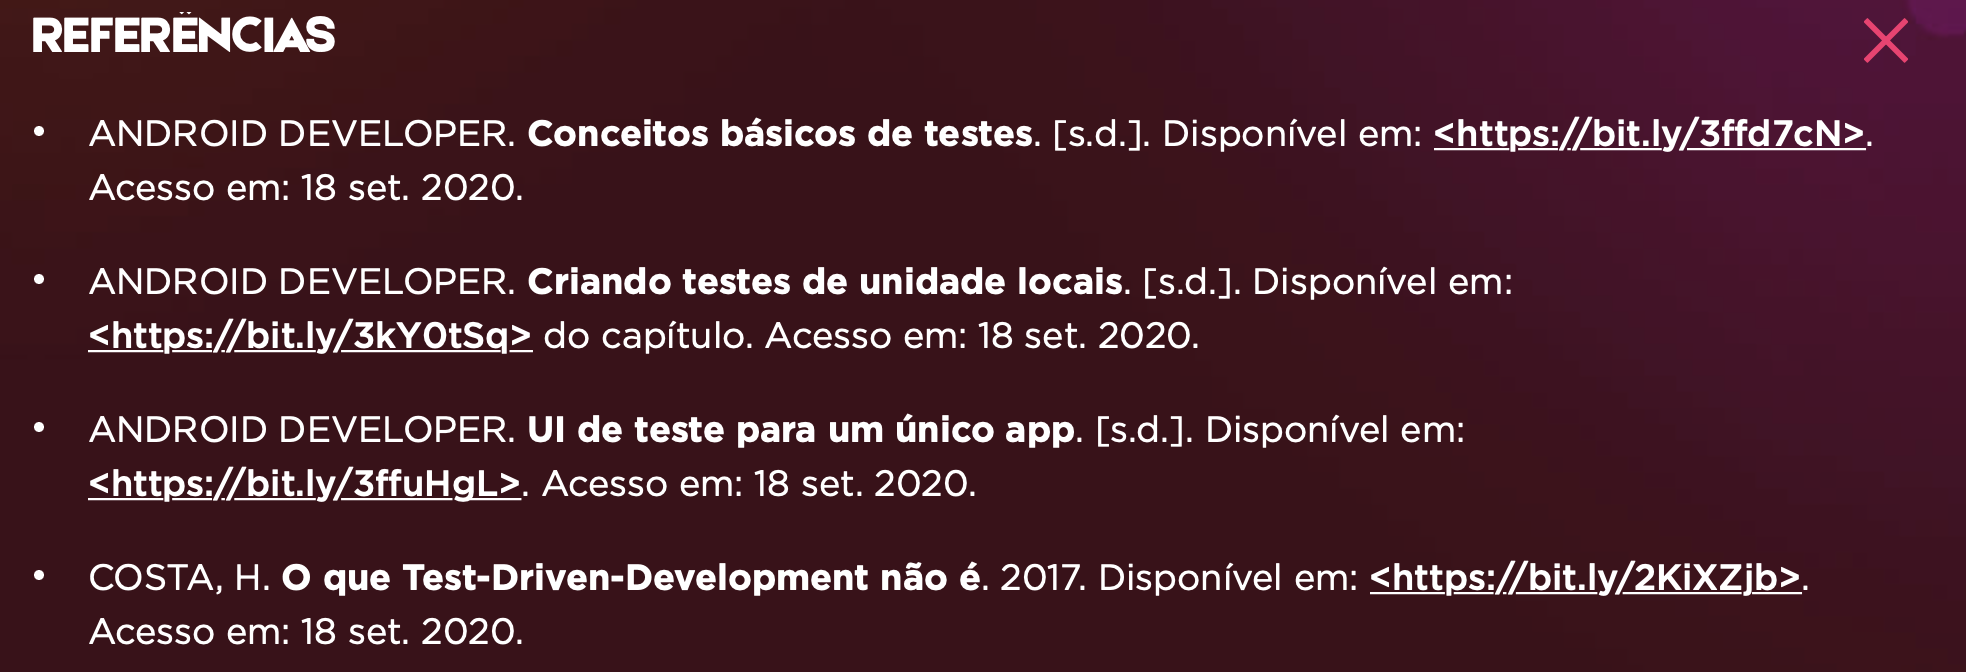 REFERÊNCIAS
• ANDROID DEVELOPER. Conceitos básicos de testes. [s.d.]. Disponível em: <https://bit.ly/3ffd7cN>.
Acesso em: 18 set. 2020.
• ANDROID DEVELOPER. Criando testes de unidade locais. [s.d.]. Disponível em:
<https://bit.ly/3kY0tSq> do capítulo. Acesso em: 18 set. 2020.
• ANDROID DEVELOPER. UI de teste para um único app. [s.d.]. Disponível em:
<https://bit.ly/3ffuHgL>. Acesso em: 18 set. 2020.
• COSTA, H. O que Test-Driven-Development não é. 2017. Disponível em: <https://bit.ly/2KiXZjb>.
Acesso em: 18 set. 2020.